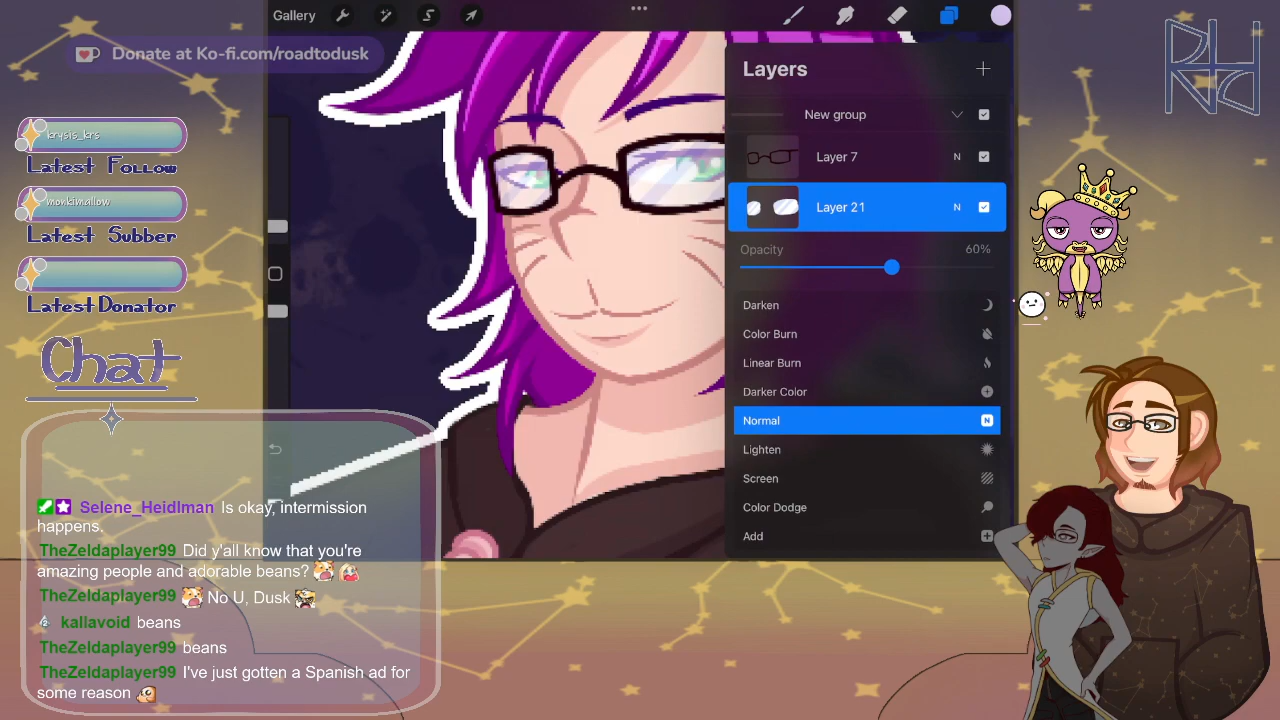 Gallery
Donate at Ko-fi.com/roadtodusk
Layers
New group
Layer 7
N
Layer 21
N
Opacity
60%
Darken
Color Burn
Linear Burn
Darker Color
Normal
N
Lighten
Screen
Color Dodge
Add
krysis_krs
Latest Follow
monkimallow
Latest Subber
Latest Donator
Chat
Selene_Heidlman Is okay, intermission
happens.
TheZeldaplayer99 Did y'all know that you're
amazing people and adorable beans?
TheZeldaplayer99 No U, Dusk
kallavoid beans
TheZeldaplayer99 beans
TheZeldaplayer99 I've just gotten a Spanish ad for
some reason